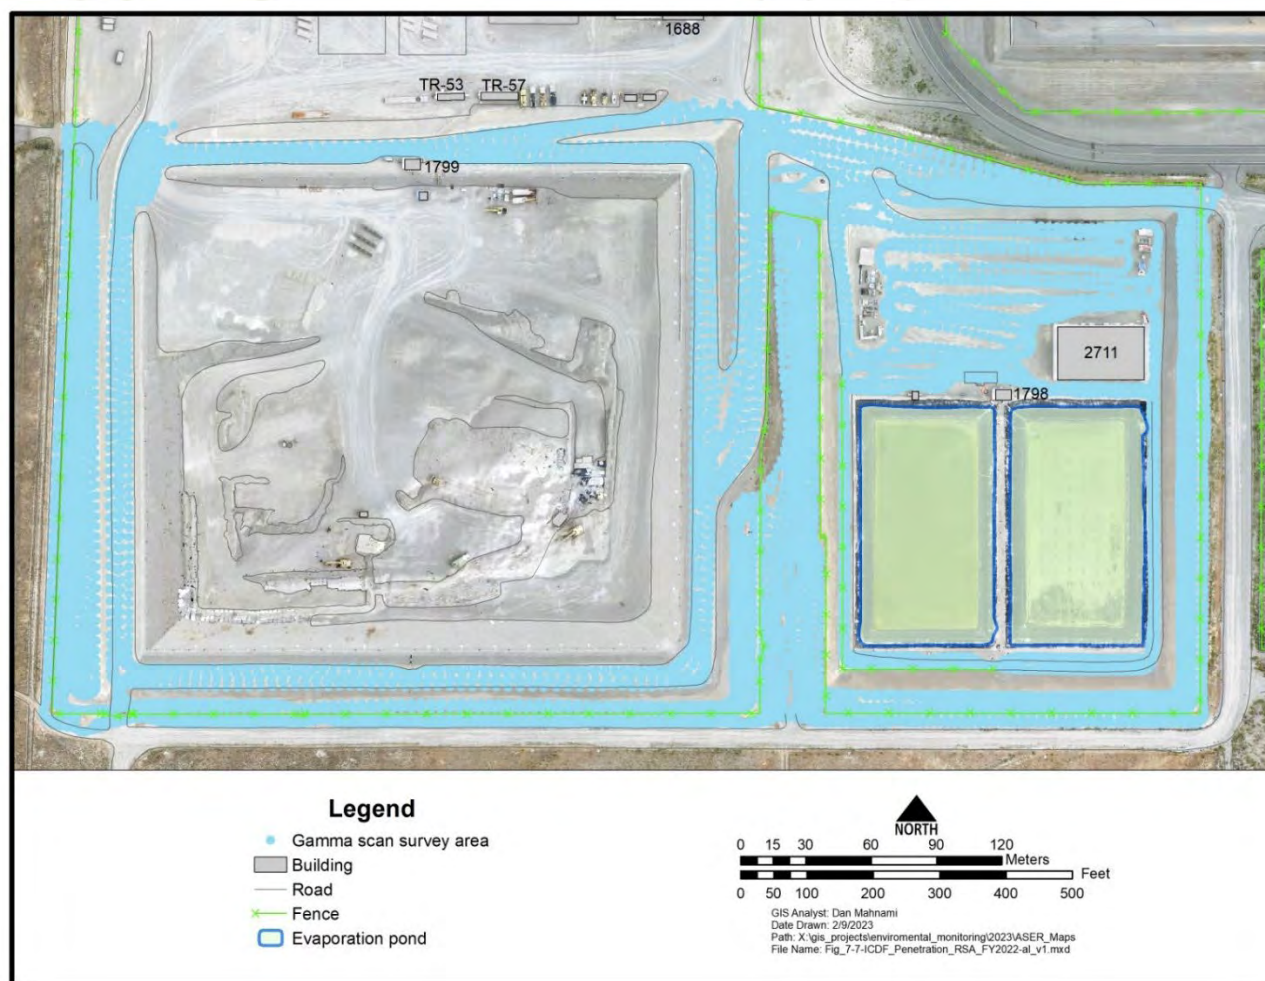 1688
TR-53 TR-57
1799
2711
1798
Legend
Gamma scan survey area
Building
Road
Fence
Evaporation pond
NORTH
0 15 30 60 90 120
Meters
Feet
0 50 100 200 300 400 500
GIS Analyst: Dan Mahnami
Date Drawn: 2/9/2023
Path: X:\gis_projects\enviromental_monitoring\2023\ASER_Maps
File Name: Fig_7-7-ICDF_Penetration_RSA_FY2022-al_v1.mxd